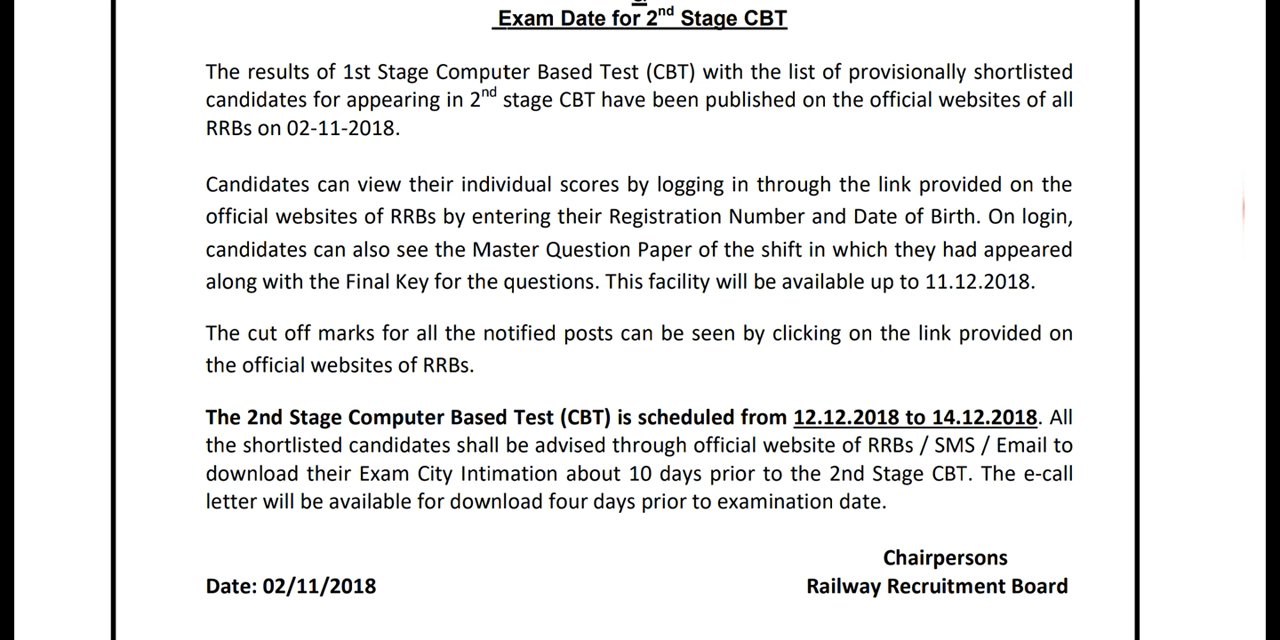 &
Exam Date for 2nd Stage CBT
The results of 1st Stage Computer Based Test (CBT) with the list of provisionally shortlisted
candidates for appearing in 2nd stage CBT have been published on the official websites of all
RRBs on 02-11-2018.
Candidates can view their individual scores by logging in through the link provided on the
official websites of RRBs by entering their Registration Number and Date of Birth. On login,
candidates can also see the Master Question Paper of the shift in which they had appeared
along with the Final Key for the questions. This facility will be available up to 11.12.2018.
The cut off marks for all the notified posts can be seen by clicking on the link provided on
the official websites of RRBs.
The 2nd Stage Computer Based Test (CBT) is scheduled from 12.12.2018 to 14.12.2018. All
the shortlisted candidates shall be advised through official website of RRBs / SMS / Email to
download their Exam City Intimation about 10 days prior to the 2nd Stage CBT. The e-call
letter will be available for download four days prior to examination date.
Chairpersons
Date: 02/11/2018 Railway Recruitment Board